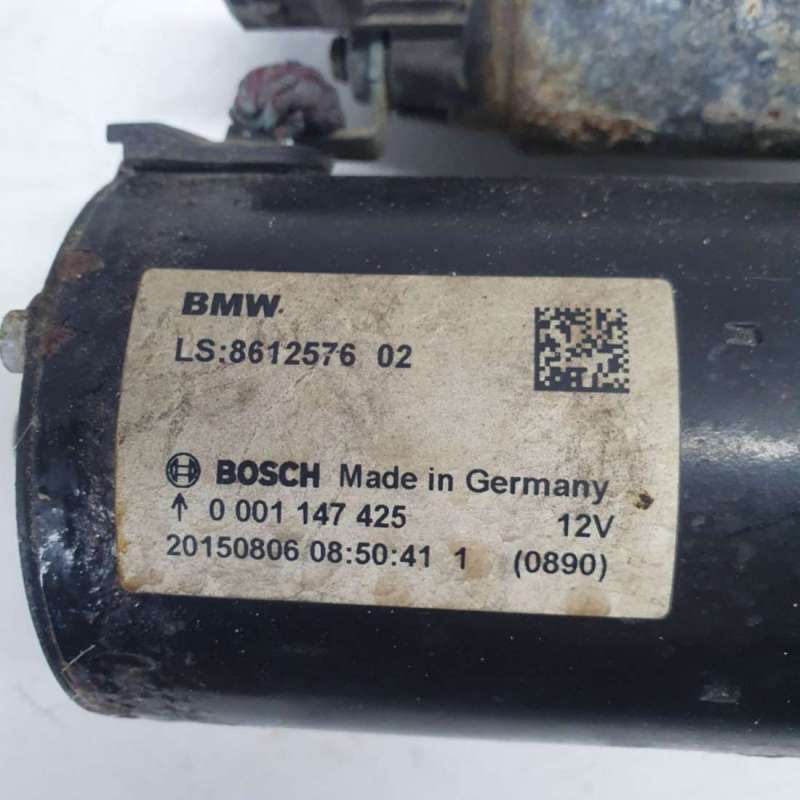 BMW
LS:8612576 02
BOSCH Made in Germany
↑ 0 001 147 425 12V
20150806 08:50:41 1 (0890)